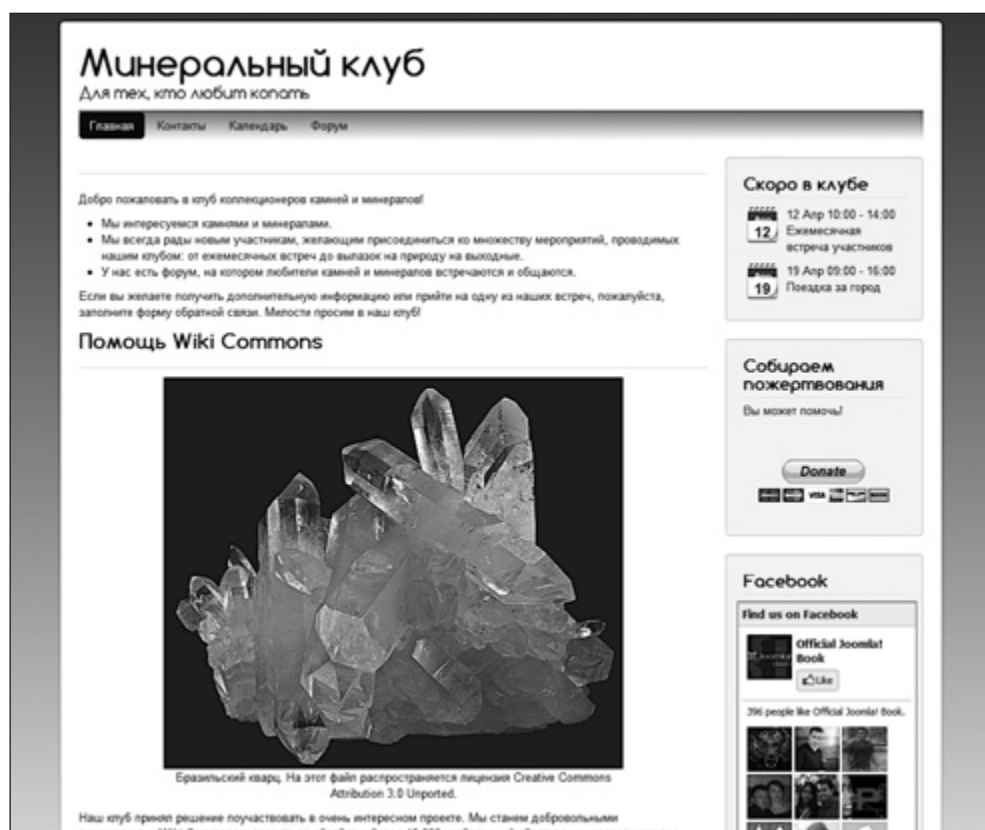 Минеральный клуб
Для тех, кто любит копать
Главная Контакты Календарь Форум
Добро пожаловать в клуб коллекционеров камней и минералов!
• Мы интересуемся камнями и минералами.
• Мы всегда рады новым участникам, желающим присоединиться ко множеству мероприятий, проводимых
нашим клубом: от ежемесячных встреч до вылазок на природу на выходные.
• У нас есть форум, на котором любители камней и минералов встречаются и общаются.
Если вы желаете получить дополнительную информацию или прийти на одну из наших встреч, пожалуйста,
заполните форму обратной связи. Милости просим в наш клуб!
Помощь Wiki Commons
Бразильский кварц. На этот файл распространяется лицензия Creative Commons
Attribution 3.0 Unported.
Наш клуб принял решение поучаствовать в очень интересном проекте. Мы станем добровольными
Скоро в клубе
12
12 Апр 10:00 - 14:00
Ежемесячная
встреча участников
19
19 Апр 09:00 - 16:00
Поездка за город
Собираем
пожертвования
Вы может помочь!
Donate
VISA
Facebook
Find us on Facebook
Official Joomla!
Book
Like
396 people like Official Joomla! Book.